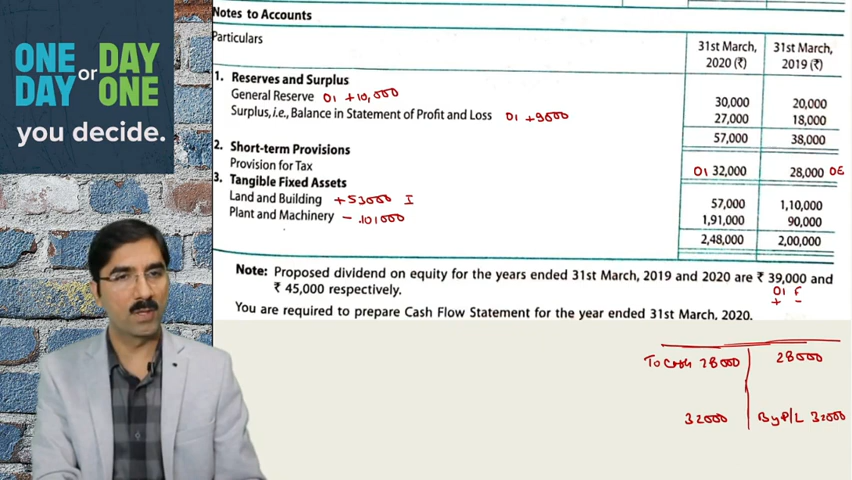 ONE
DAY
or
DAY
ONE
you decide.
Notes to Accounts
Particulars
31st March,
2020 (₹)
31st March,
2019 (₹)
1. Reserves and Surplus
General Reserve OI +10,000 30,000 20,000
Surplus, i.e., Balance in Statement of Profit and Loss OI +9000 27,000 18,000
57,000 38,000
2. Short-term Provisions
Provision for Tax OI 32,000 28,000 OE
3. Tangible Fixed Assets
Land and Building +53000 I 57,000 1,10,000
Plant and Machinery - 101000 1,91,000 90,000
2,48,000 2,00,000
Note: Proposed dividend on equity for the years ended 31st March, 2019 and 2020 are ₹ 39,000 and
₹ 45,000 respectively.
OI F
+ -
You are required to prepare Cash Flow Statement for the year ended 31st March, 2020.
To Cash 28000 28000
32000 By P/L 32000